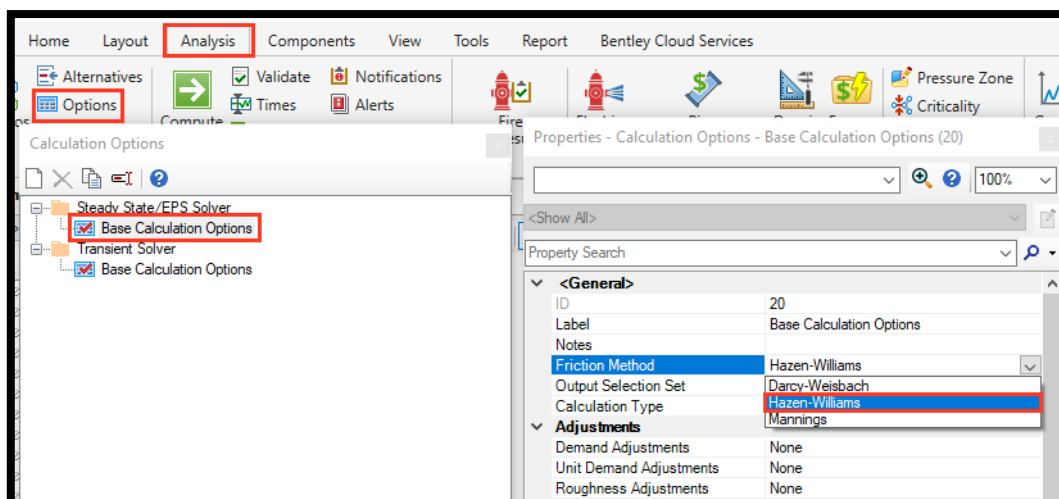 Home Layout Analysis Components View Tools Report Bentley Cloud Services
Alternatives Validate Notifications Pressure Zone
Options Times Alerts Criticality
Compute Fire
Calculation Options
Properties - Calculation Options - Base Calculation Options (20)
100%
<Show All>
Property Search
Steady State/EPS Solver
Base Calculation Options
Transient Solver
Base Calculation Options
<General>
ID 20
Label Base Calculation Options
Notes
Friction Method Hazen-Williams
Output Selection Set Darcy-Weisbach
Calculation Type Hazen-Williams
Mannings
Adjustments
Demand Adjustments None
Unit Demand Adjustments None
Roughness Adjustments None